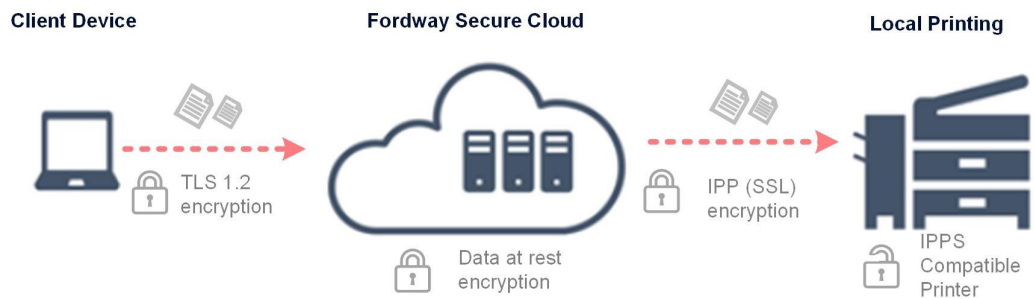 Client Device
Fordway Secure Cloud
Local Printing
TLS 1.2
encryption
IPP (SSL)
encryption
Data at rest
encryption
IPPS
Compatible
Printer